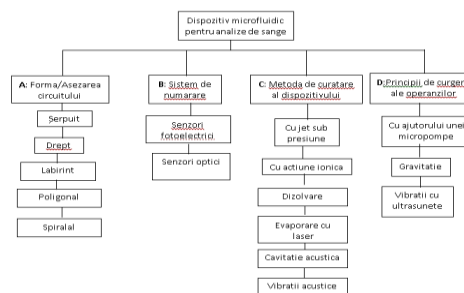 Dispozitiv microfluidic
pentru analize de sange
A: Forma/Asezarea
circuitului
Șerpuit
Drept
Labirint
Poligonal
Spiralal
B: Sistem de
numarare
Senzori
fotoelectrici
Senzori optici
C: Metoda de curatare
al dispozitivului
Cu jet sub
presiune
Cu actiune ionica
Dizolvare
Evaporare cu
laser
Cavitatie acustica
Vibratii acustice
D:Principii de curger
ale operanzilor
Cu ajutorului unei
micropompe
Gravitatie
Vibratii cu
ultrasunete